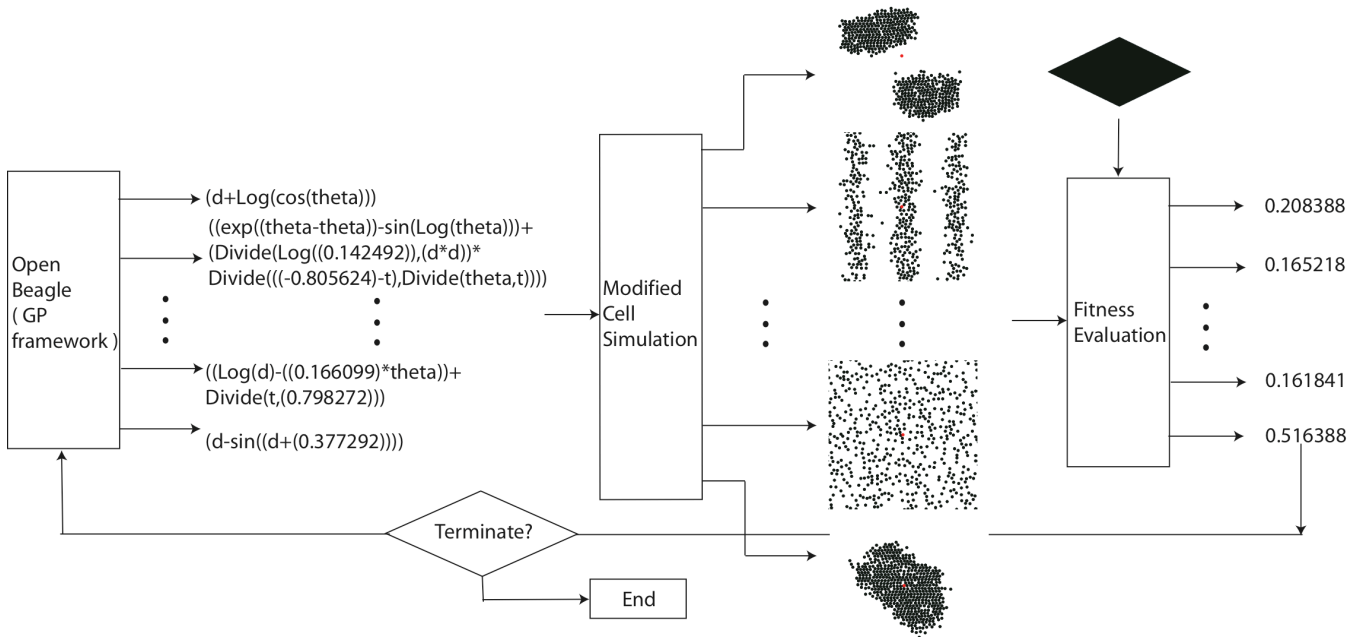 Open
Beagle
( GP
framework )
(d+Log(cos(theta)))
((exp((theta-theta))-sin(Log(theta)))+
(Divide(Log((0.142492)),(d*d))*
Divide(((-0.805624)-t),Divide(theta,t))))
((Log(d)-((0.166099)*theta))+
Divide(t,(0.798272)))
(d-sin((d+(0.377292))))
Modified
Cell
Simulation
Fitness
Evaluation
0.208388
0.165218
0.161841
0.516388
Terminate?
End